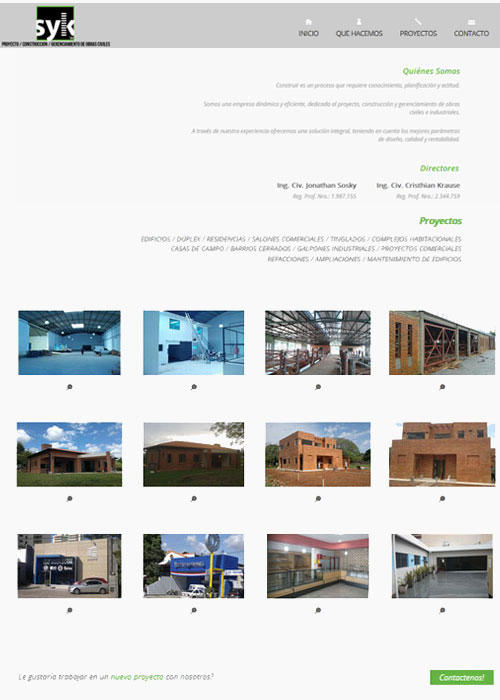 syk
PROYECTO / CONSTRUCCION / GERENCIAMIENTO DE OBRAS CIVILES
INICIO
QUE HACEMOS
PROYECTOS
CONTACTO
Quiénes Somos
Construir es un proceso que requiere conocimiento, planificación y actitud.
Somos una empresa dinámica y eficiente, dedicada al proyecto, construcción y gerenciamiento de obras
civiles e industriales.
A través de nuestra experiencia ofrecemos una solución integral, teniendo en cuenta los mejores parámetros
de diseño, calidad y rentabilidad.
Directores
Ing. Civ. Jonathan Sosky
Ing. Civ. Cristhian Krause
Reg. Prof. Nro.: 1.987.155
Reg. Prof. Nro.: 2.344.759
Proyectos
EDIFICIOS / DÚPLEX / RESIDENCIAS / SALONES COMERCIALES / TINGLADOS / COMPLEJOS HABITACIONALES
CASAS DE CAMPO / BARRIOS CERRADOS / GALPONES INDUSTRIALES / PROYECTOS COMERCIALES
REFACCIONES / AMPLIACIONES / MANTENIMIENTO DE EDIFICIOS
Le gustaría trabajar en un nuevo proyecto con nosotros?
Contactenos!